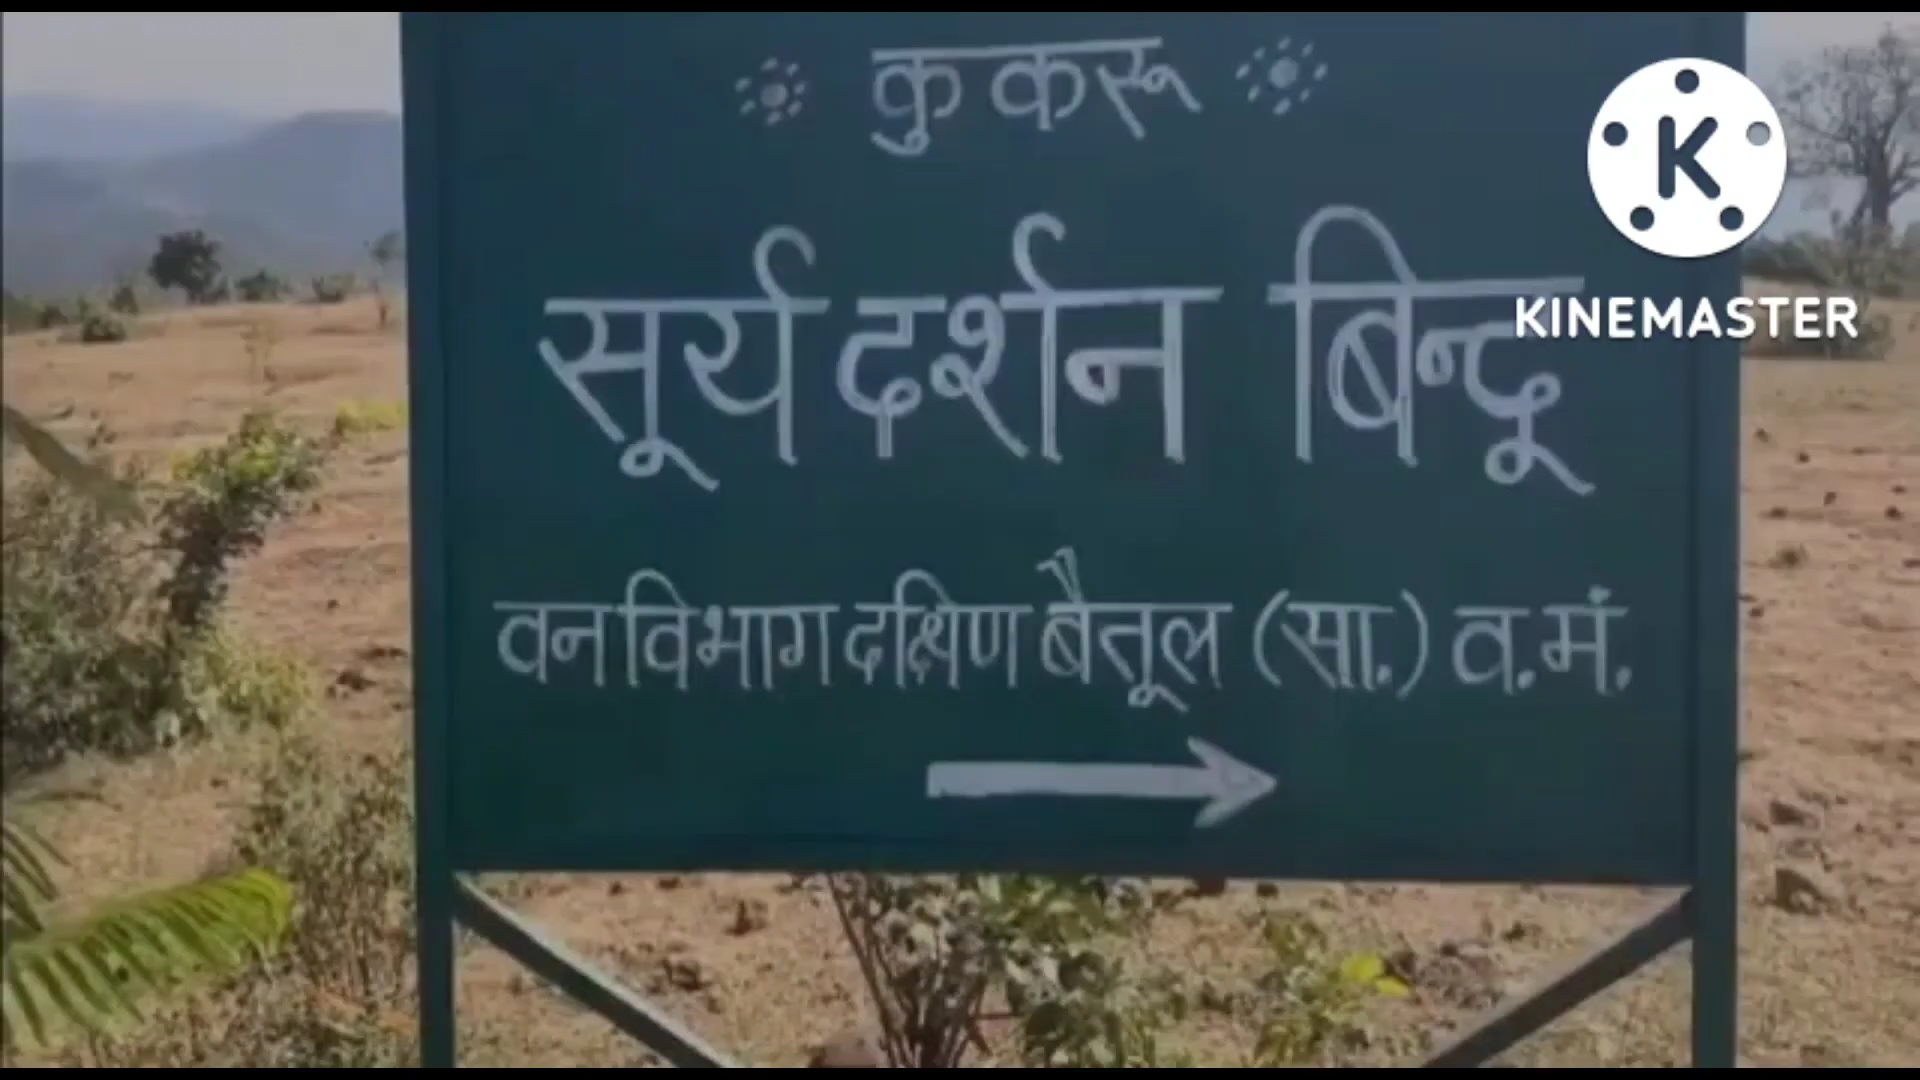 कुकरू
सूर्य दर्शन बिन्दू
वन विभाग दक्षिण बैतूल (सा.) व.मं.
K
KINEMASTER